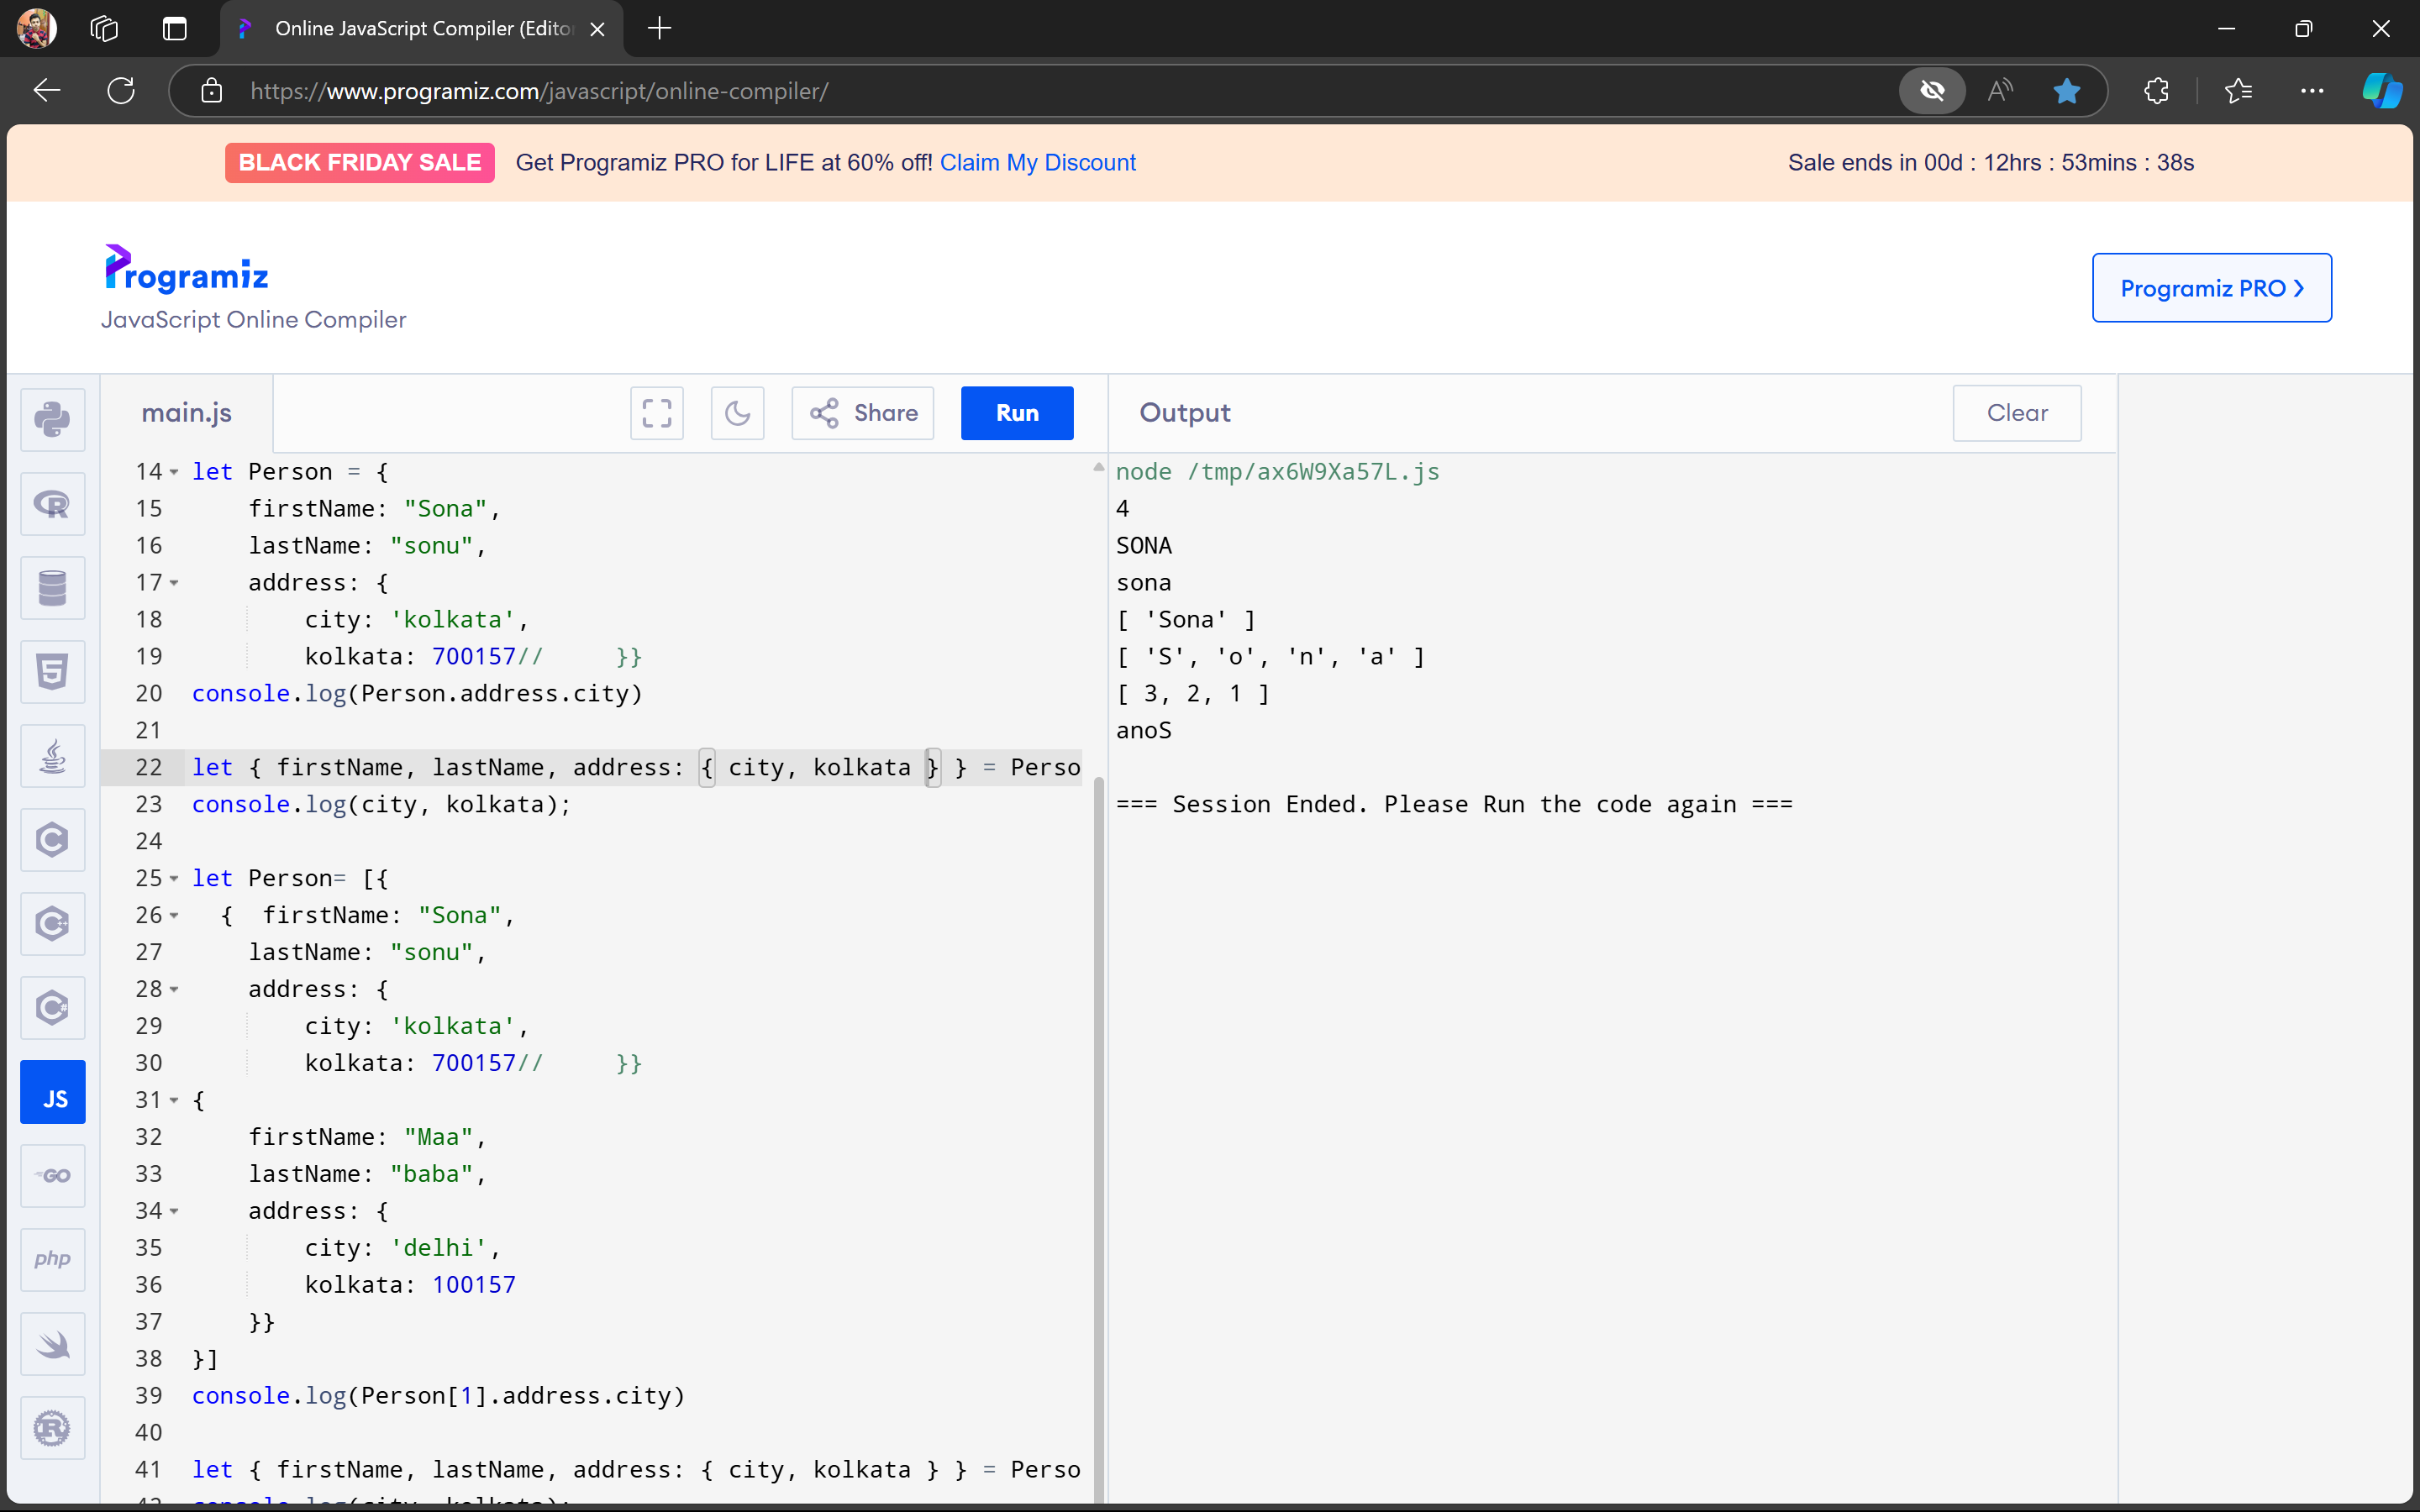 Online JavaScript Compiler (Edito
https://www.programiz.com/javascript/online-compiler/
BLACK FRIDAY SALE Get Programiz PRO for LIFE at 60% off! Claim My Discount Sale ends in 00d : 12hrs : 53mins : 38s
Programiz
JavaScript Online Compiler
Programiz PRO ❯
main.js Share Run Output Clear
14 let Person = {
15     firstName: "Sona",
16     lastName: "sonu",
17     address: {
18         city: 'kolkata',
19         kolkata: 700157//     }}
20 console.log(Person.address.city)
21
22 let { firstName, lastName, address: { city, kolkata } } = Perso
23 console.log(city, kolkata);
24
25 let Person= [{
26   {  firstName: "Sona",
27     lastName: "sonu",
28     address: {
29         city: 'kolkata',
30         kolkata: 700157//     }}
31 {
32     firstName: "Maa",
33     lastName: "baba",
34     address: {
35         city: 'delhi',
36         kolkata: 100157
37     }}
38 }]
39 console.log(Person[1].address.city)
40
41 let { firstName, lastName, address: { city, kolkata } } = Perso
42 console.log(city, kolkata);
node /tmp/ax6W9Xa57L.js
4
SONA
sona
[ 'Sona' ]
[ 'S', 'o', 'n', 'a' ]
[ 3, 2, 1 ]
anoS
=== Session Ended. Please Run the code again ===
R
5
C
C++
C#
JS
GO
php
R